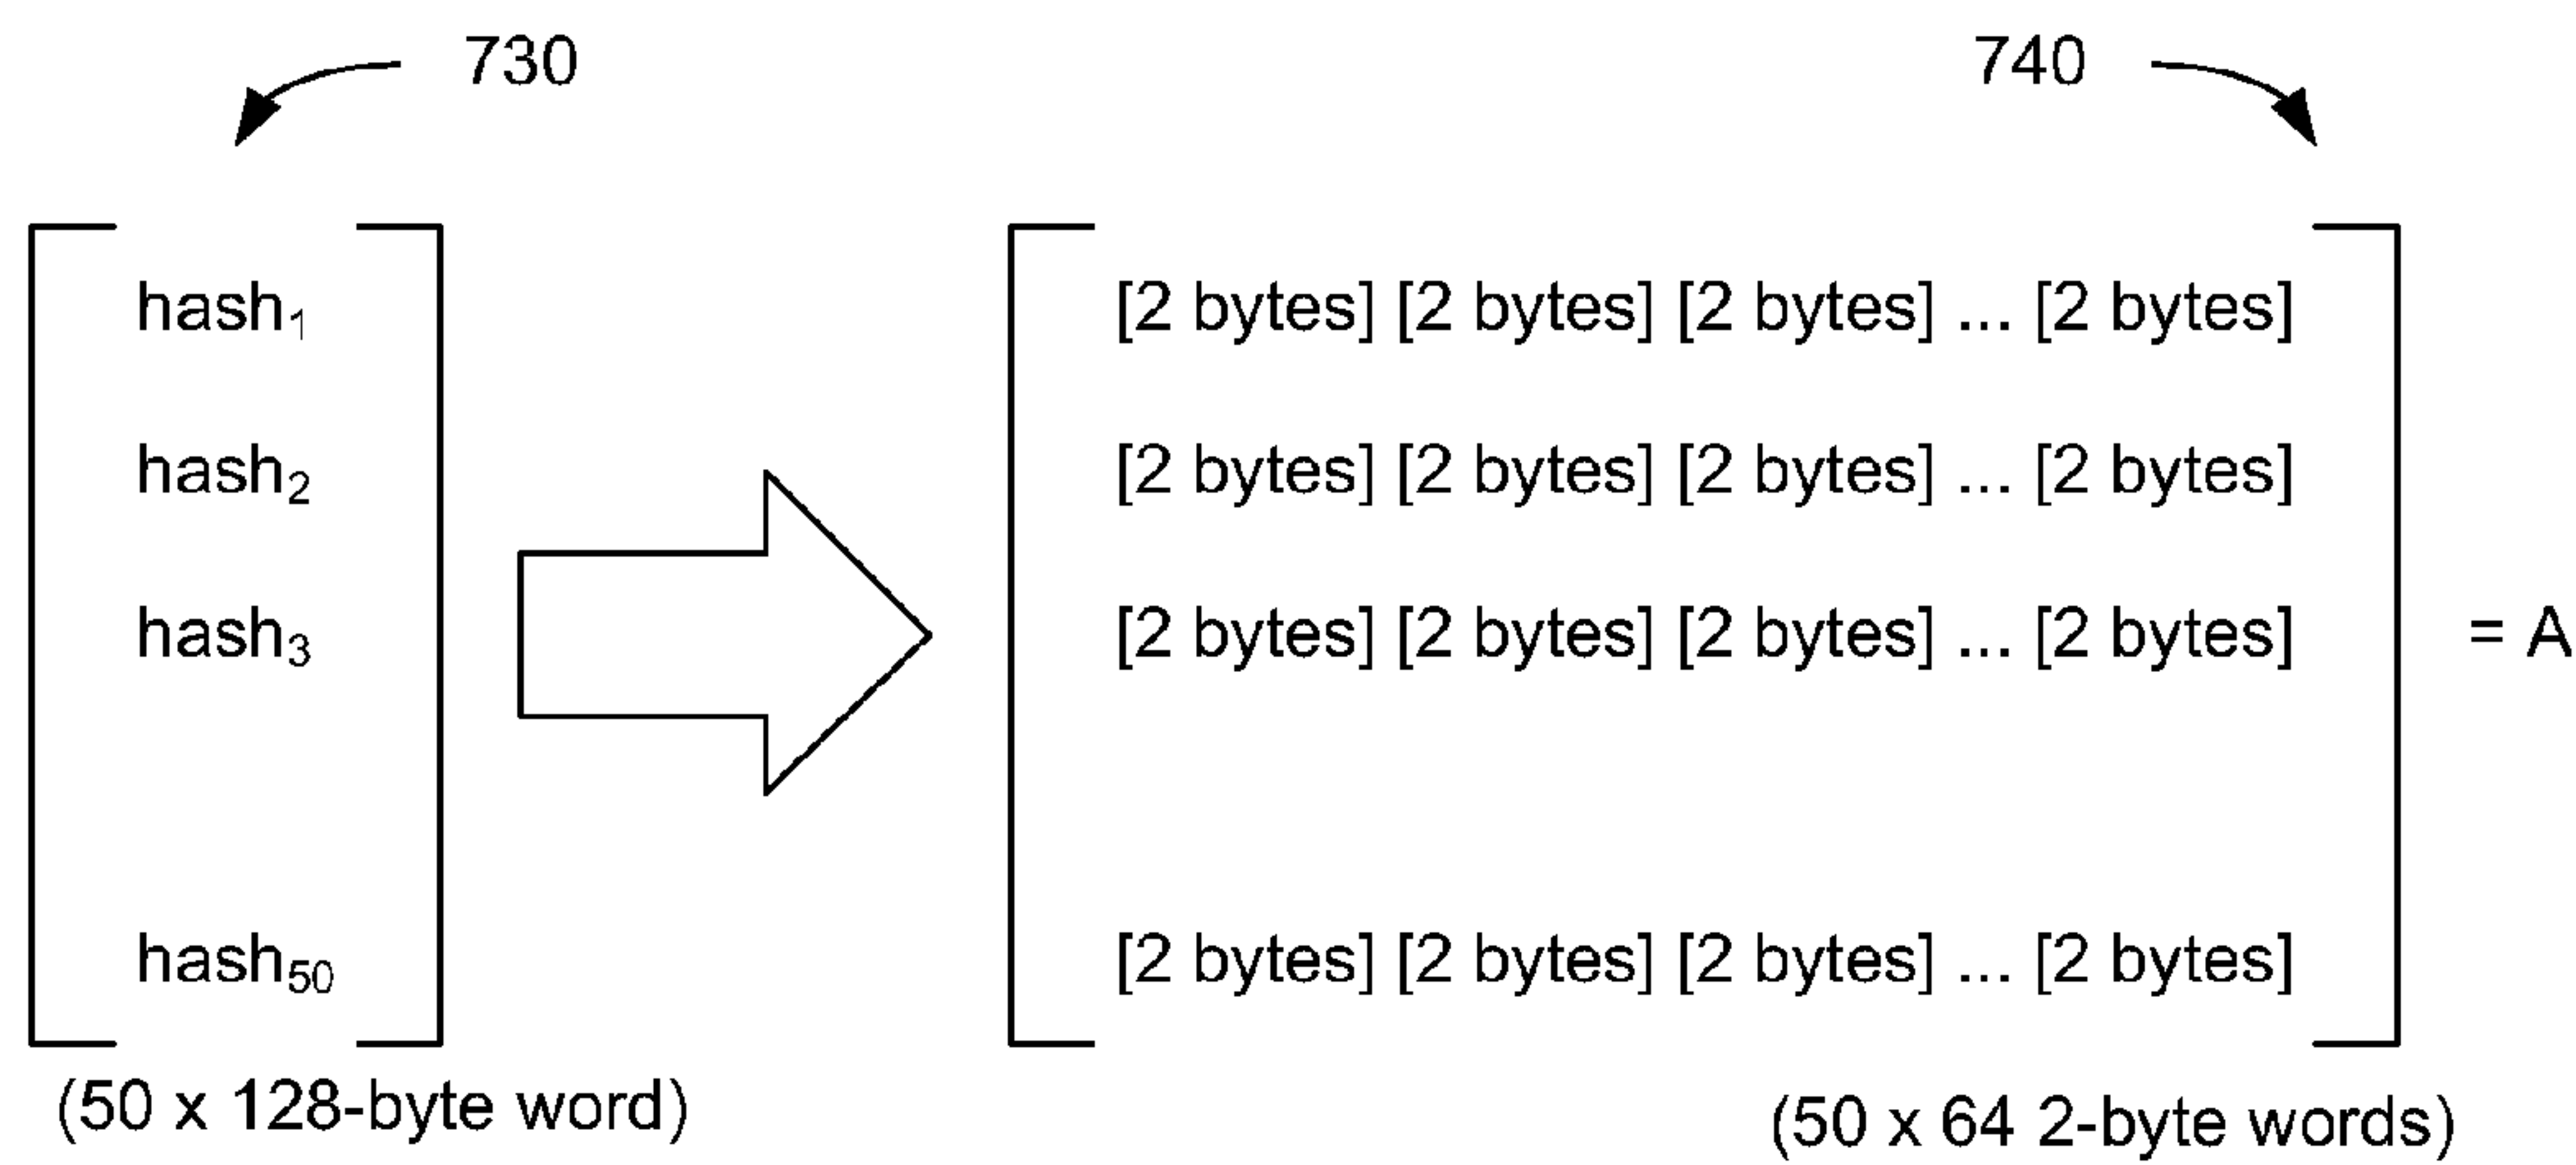 730 740
hash₁ [2 bytes] [2 bytes] [2 bytes] ... [2 bytes]
hash₂ [2 bytes] [2 bytes] [2 bytes] ... [2 bytes]
hash₃ [2 bytes] [2 bytes] [2 bytes] ... [2 bytes] = A
hash₅₀ [2 bytes] [2 bytes] [2 bytes] ... [2 bytes]
(50 x 128-byte word) (50 x 64 2-byte words)